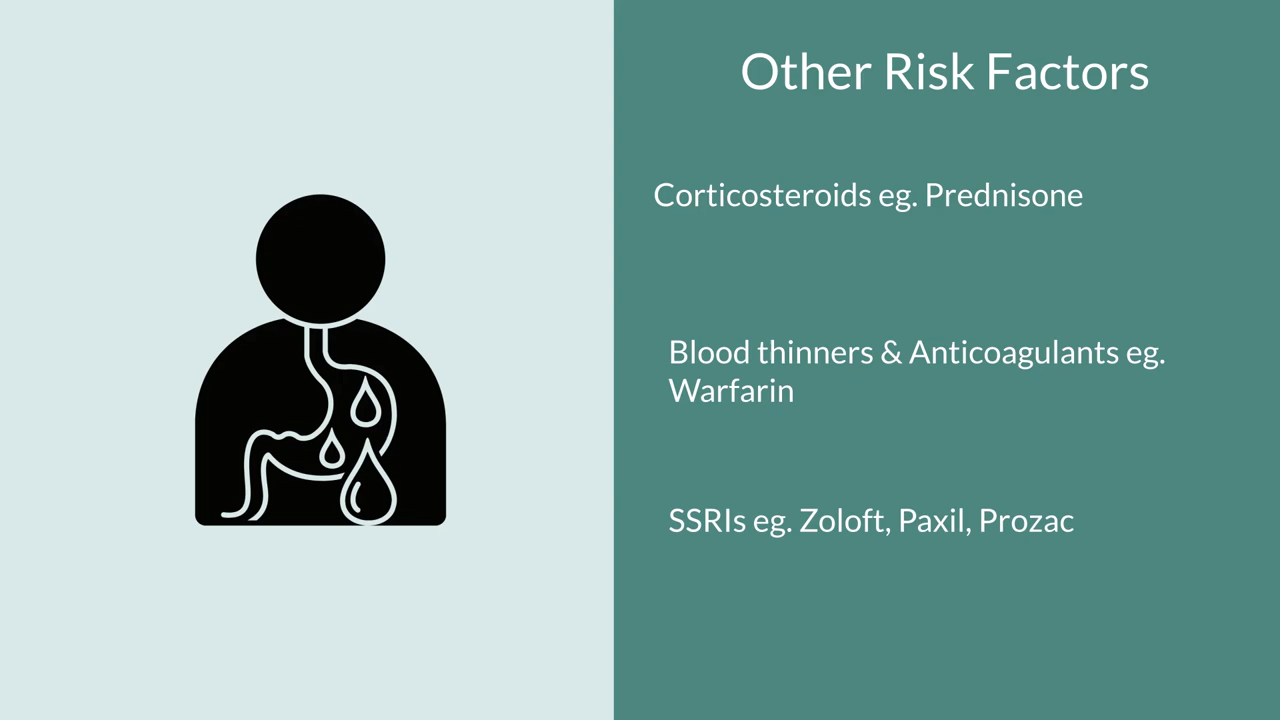 Other Risk Factors
Corticosteroids eg. Prednisone
Blood thinners & Anticoagulants eg.
Warfarin
SSRIs eg. Zoloft, Paxil, Prozac